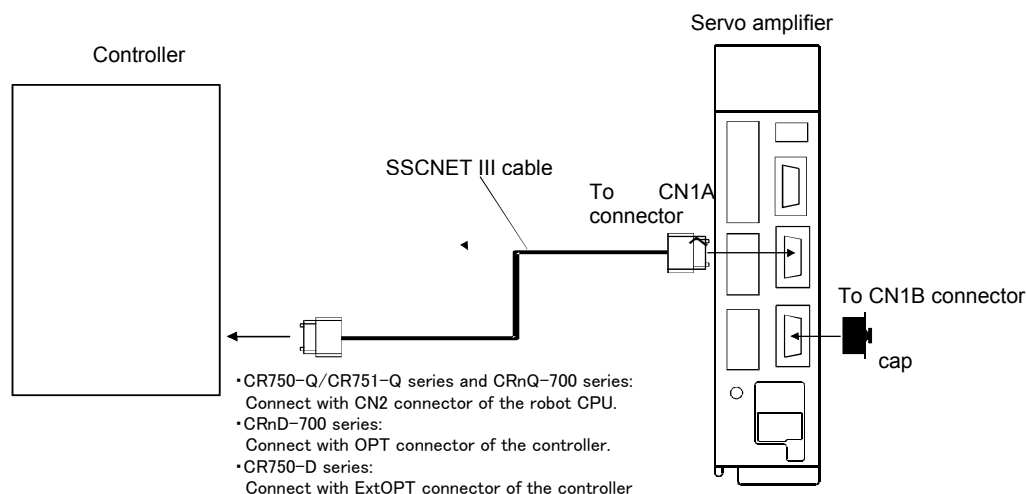 Servo amplifier
Controller
SSCNET III cable
To CN1A
connector
To CN1B connector
cap
・CR750-Q/CR751-Q series and CRnQ-700 series:
Connect with CN2 connector of the robot CPU.
・CRnD-700 series:
Connect with OPT connector of the controller.
・CR750-D series:
Connect with ExtOPT connector of the controller